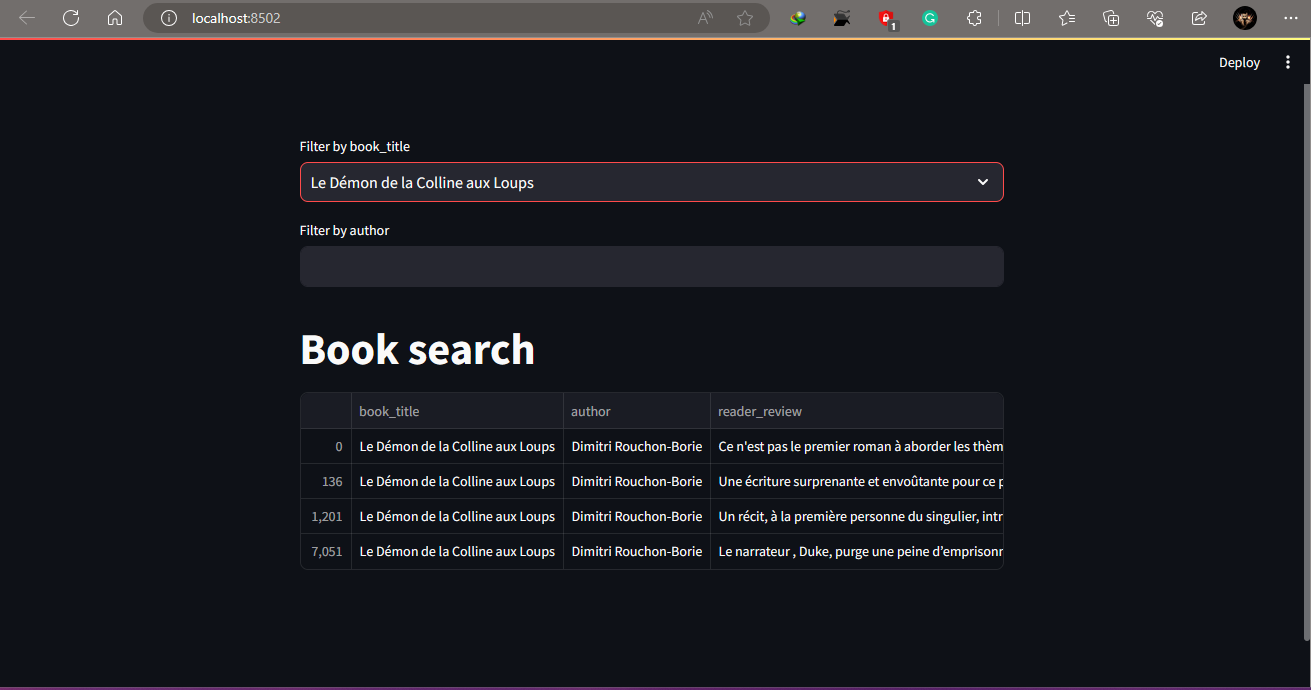 localhost:8502
1
Deploy
Filter by book_title
Le Démon de la Colline aux Loups
Filter by author
Book search
book_title author reader_review
0 Le Démon de la Colline aux Loups Dimitri Rouchon-Borie Ce n'est pas le premier roman à aborder les thèm
136 Le Démon de la Colline aux Loups Dimitri Rouchon-Borie Une écriture surprenante et envoûtante pour ce p
1,201 Le Démon de la Colline aux Loups Dimitri Rouchon-Borie Un récit, à la première personne du singulier, intr
7,051 Le Démon de la Colline aux Loups Dimitri Rouchon-Borie Le narrateur , Duke, purge une peine d’emprisonn